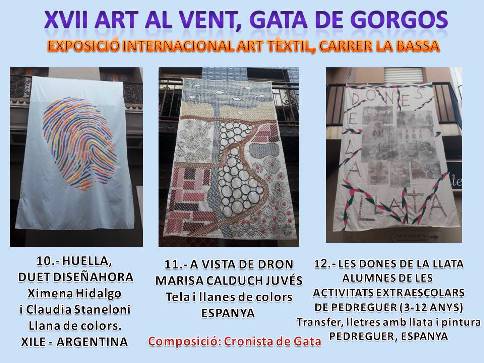 XVII ART AL VENT, GATA DE GORGOS
EXPOSICIÓ INTERNACIONAL ART TÈXTIL, CARRER LA BASSA
DONES
DE LA
LLATA
10.- HUELLA,
DUET DISEÑAHORA
Ximena Hidalgo
i Claudia Staneloni
Llana de colors.
XILE - ARGENTINA
11.- A VISTA DE DRON
MARISA CALDUCH JUVÉS
Tela i llanes de colors
ESPANYA
12.- LES DONES DE LA LLATA
ALUMNES DE LES
ACTIVITATS EXTRAESCOLARS
DE PEDREGUER (3-12 ANYS)
Transfer, lletres amb llata i pintura
PEDREGUER, ESPANYA
Composició: Cronista de Gata